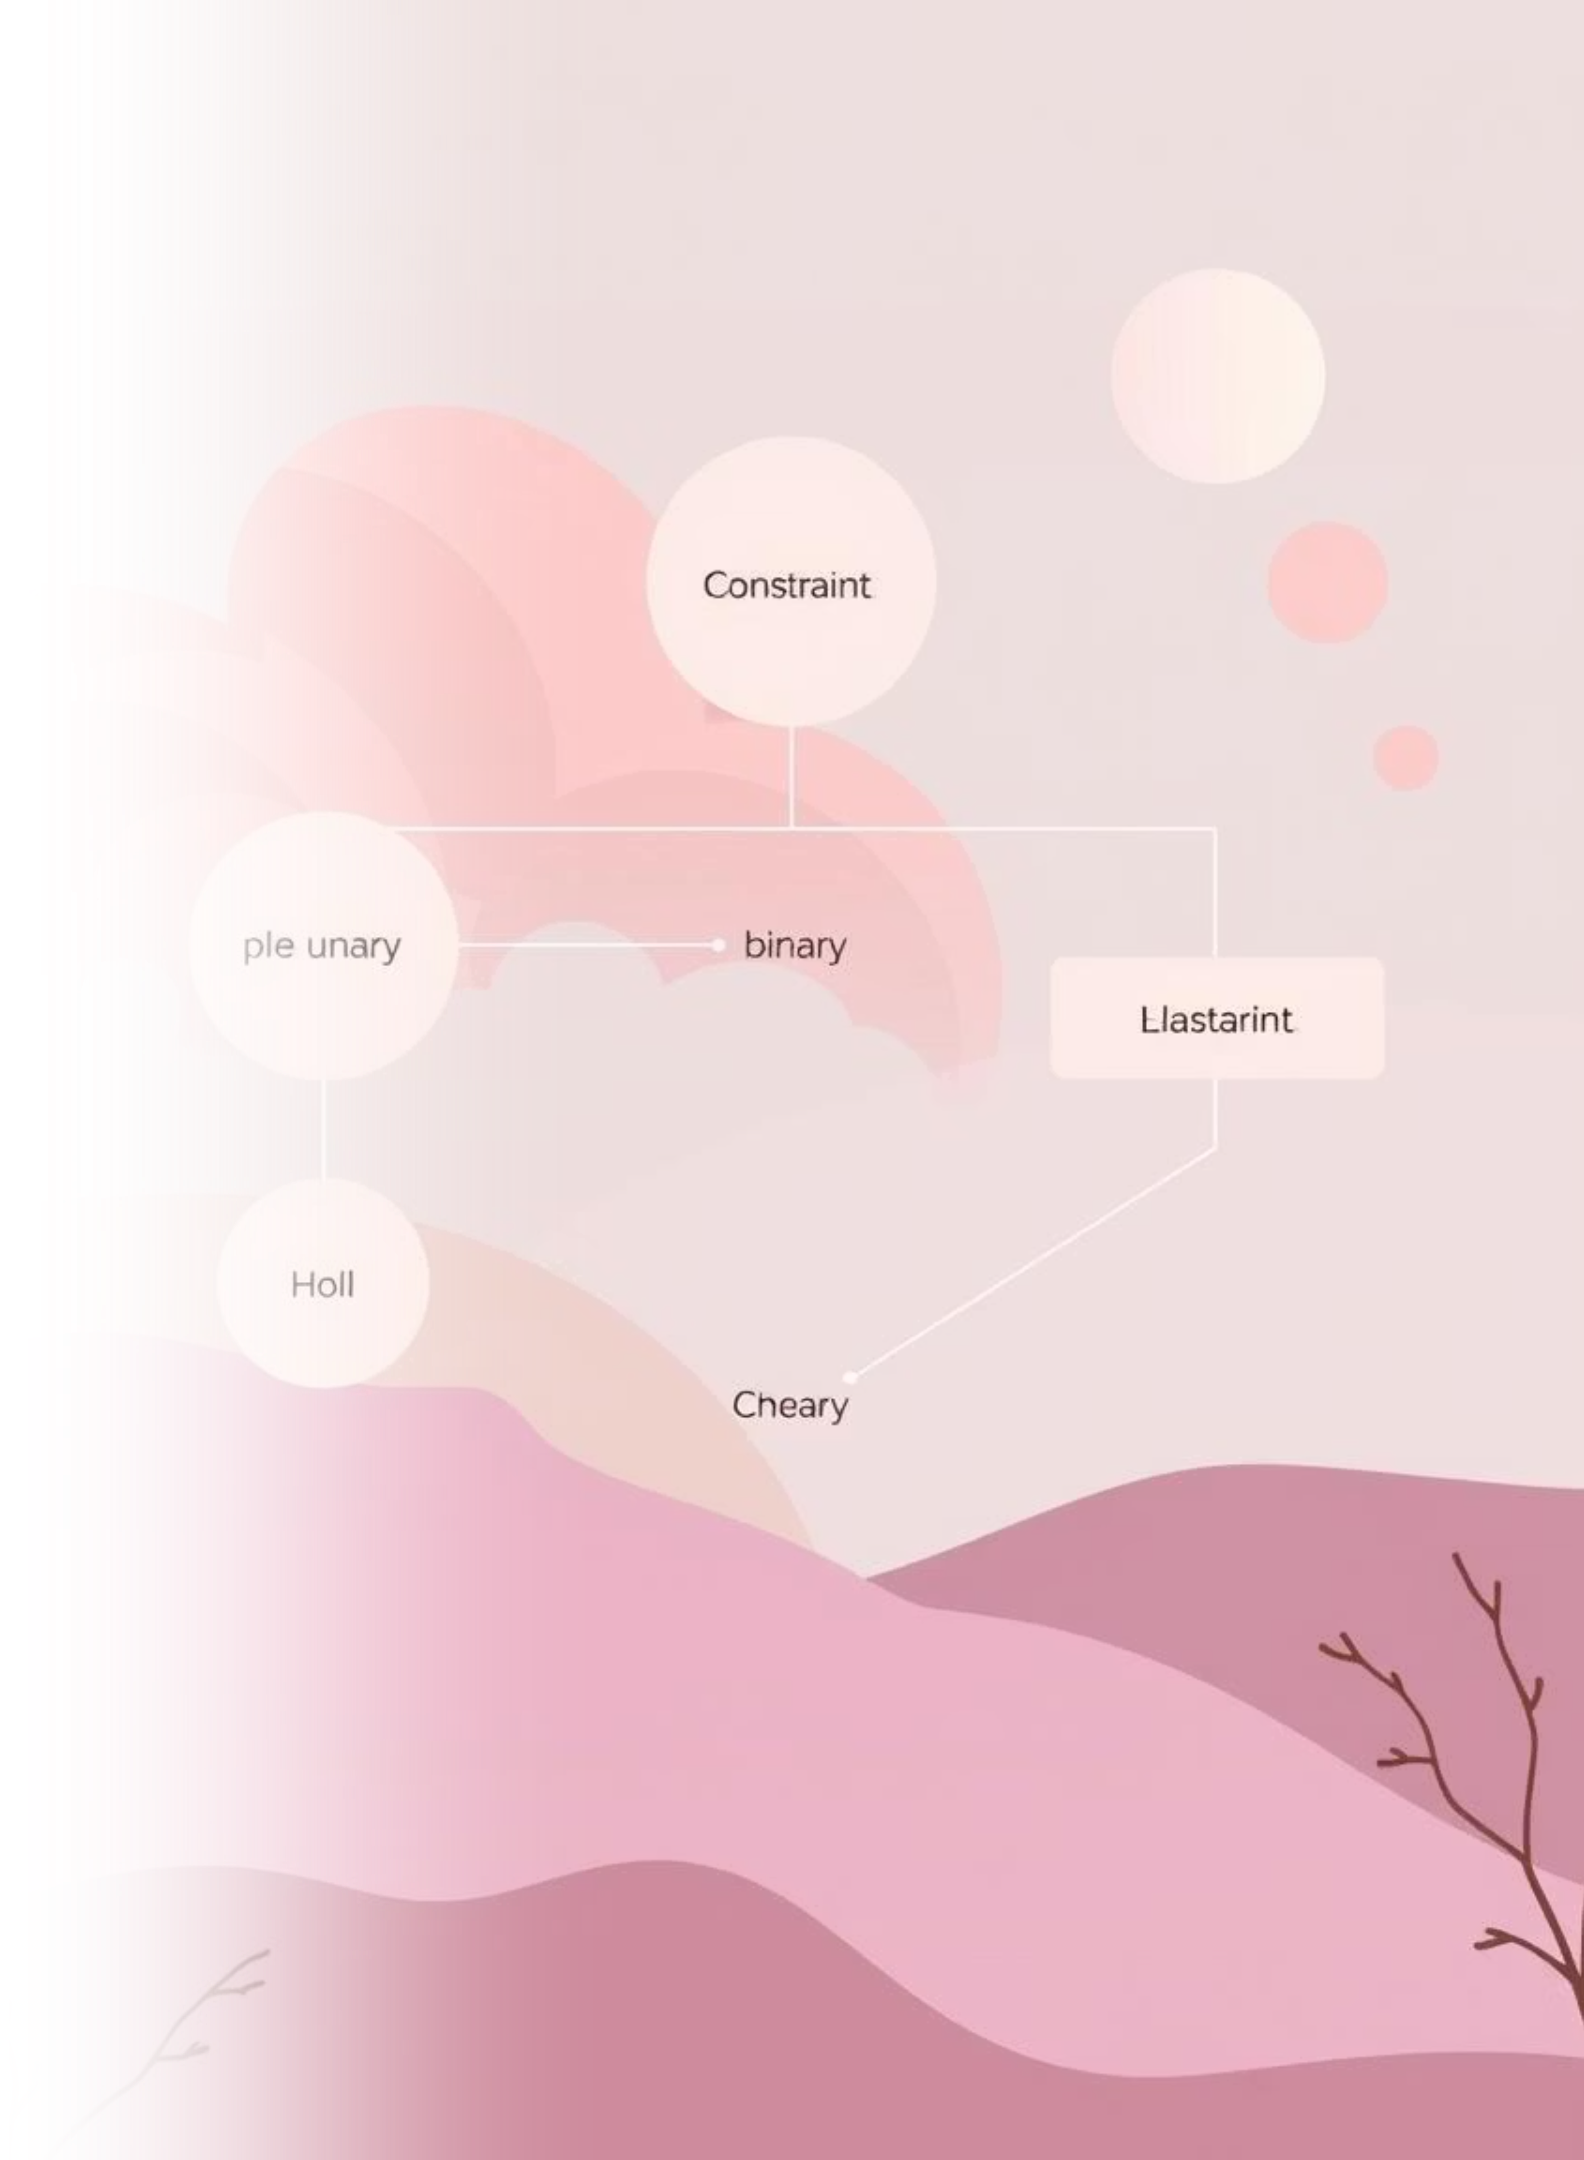 Constraint
ple unary
binary
Llastarint
Holl
Cheary